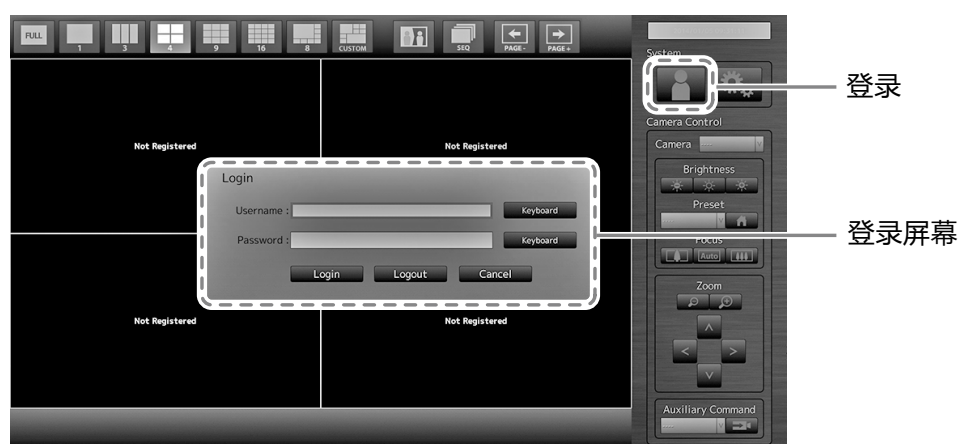 FULL 1 3 4 9 16 8 CUSTOM SEQ PAGE- PAGE+
System
登录
Camera Control
Camera ---
Not Registered Not Registered
Brightness
Login
Preset
Username : Keyboard
登录屏幕
Password : Keyboard
Focus
Auto
Login Logout Cancel
Zoom
Not Registered Not Registered
Auxiliary Command
---